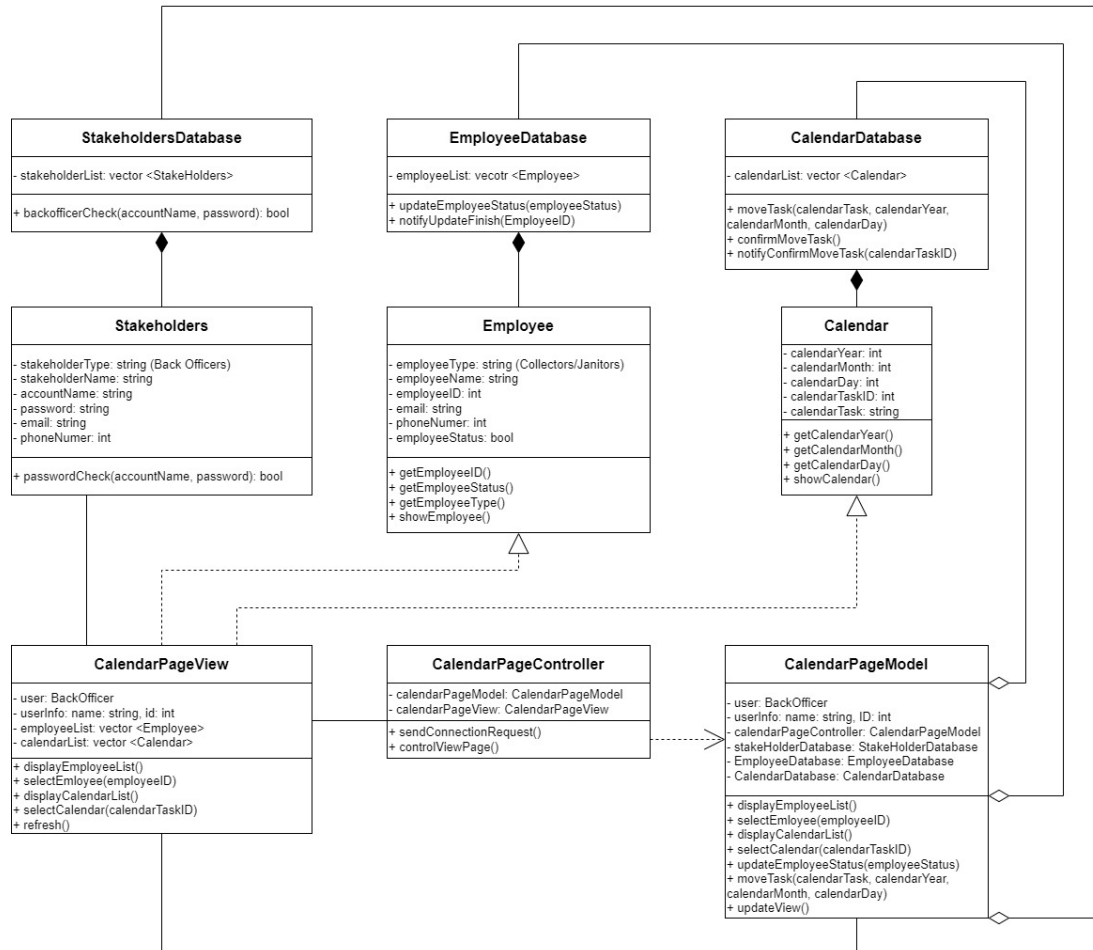 StakeholdersDatabase
- stakeholderList: vector <StakeHolders>
+ backofficerCheck(accountName, password): bool
EmployeeDatabase
- employeeList: vecotr <Employee>
+ updateEmployeeStatus(employeeStatus)
+ notifyUpdateFinish(EmployeeID)
CalendarDatabase
- calendarList: vector <Calendar>
+ moveTask(calendarTask, calendarYear,
calendarMonth, calendarDay)
+ confirmMoveTask()
+ notifyConfirmMoveTask(calendarTaskID)
Stakeholders
- stakeholderType: string (Back Officers)
- stakeholderName: string
- accountName: string
- password: string
- email: string
- phoneNumer: int
+ passwordCheck(accountName, password): bool
Employee
- employeeType: string (Collectors/Janitors)
- employeeName: string
- employeeID: int
- email: string
- phoneNumer: int
- employeeStatus: bool
+ getEmployeeID()
+ getEmployeeStatus()
+ getEmployeeType()
+ showEmployee()
Calendar
- calendarYear: int
- calendarMonth: int
- calendarDay: int
- calendarTaskID: int
- calendarTask: string
+ getCalendarYear()
+ getCalendarMonth()
+ getCalendarDay()
+ showCalendar()
CalendarPageView
- user: BackOfficer
- userInfo: name: string, id: int
- employeeList: vector <Employee>
- calendarList: vector <Calendar>
+ displayEmployeeList()
+ selectEmloyee(employeeID)
+ displayCalendarList()
+ selectCalendar(calendarTaskID)
+ refresh()
CalendarPageController
- calendarPageModel: CalendarPageModel
- calendarPageView: CalendarPageView
+ sendConnectionRequest()
+ controlViewPage()
CalendarPageModel
- user: BackOfficer
- userInfo: name: string, ID: int
- calendarPageController: CalendarPageModel
- stakeHolderDatabase: StakeHolderDatabase
- EmployeeDatabase: EmployeeDatabase
- CalendarDatabase: CalendarDatabase
+ displayEmployeeList()
+ selectEmloyee(employeeID)
+ displayCalendarList()
+ selectCalendar(calendarTaskID)
+ updateEmployeeStatus(employeeStatus)
+ moveTask(calendarTask, calendarYear,
calendarMonth, calendarDay)
+ updateView()